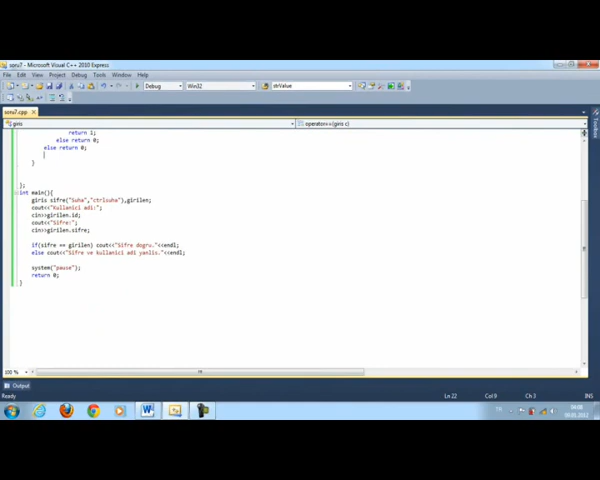 soru7 - Microsoft Visual C++ 2010 Express
File Edit View Project Debug Tools Window Help
Debug Win32 strValue
soru7.cpp
giris operator==(giris c)
return 1;
else return 0;
else return 0;
}
};
int main(){
giris sifre("Suha","ctrlsuha"),girilen;
cout<<"Kullanici adi:";
cin>>girilen.id;
cout<<"Sifre:";
cin>>girilen.sifre;
if(sifre == girilen) cout<<"Sifre dogru."<<endl;
else cout<<"Sifre ve kullanici adi yanlis."<<endl;
system("pause");
return 0;
}
100 %
Output
Ready Ln 22 Col 9 Ch 3 INS
TR 04:08
Toolbox